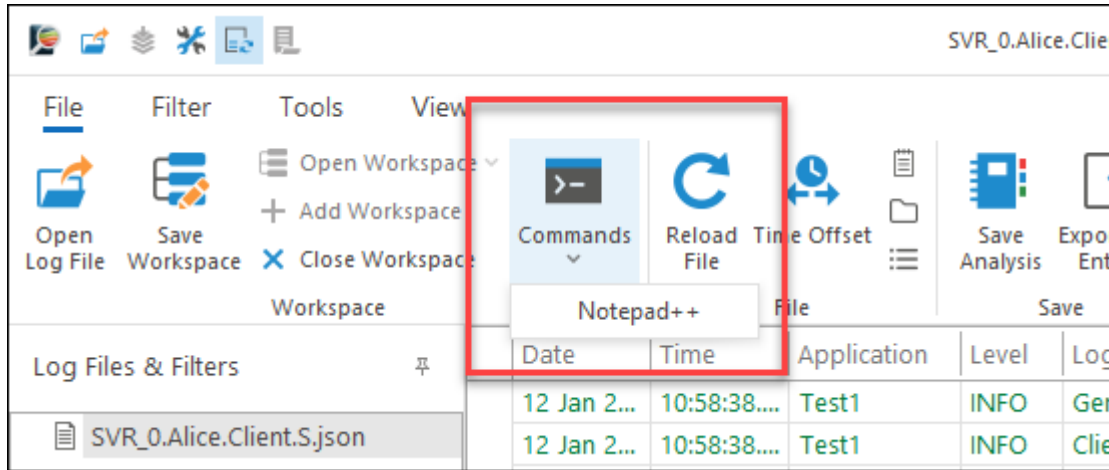 SVR_0.Alice.Clie
File Filter Tools View
Open Log File
Save Workspace
Open Workspace
Add Workspace
Close Workspace
Workspace
Commands
Notepad++
Reload File
Time Offset
File
Save Analysis
Expo
Ent
Save
Log Files & Filters
SVR_0.Alice.Client.S.json
Date Time Application Level Log
12 Jan 2... 10:58:38.... Test1 INFO Ger
12 Jan 2... 10:58:38.... Test1 INFO Clie